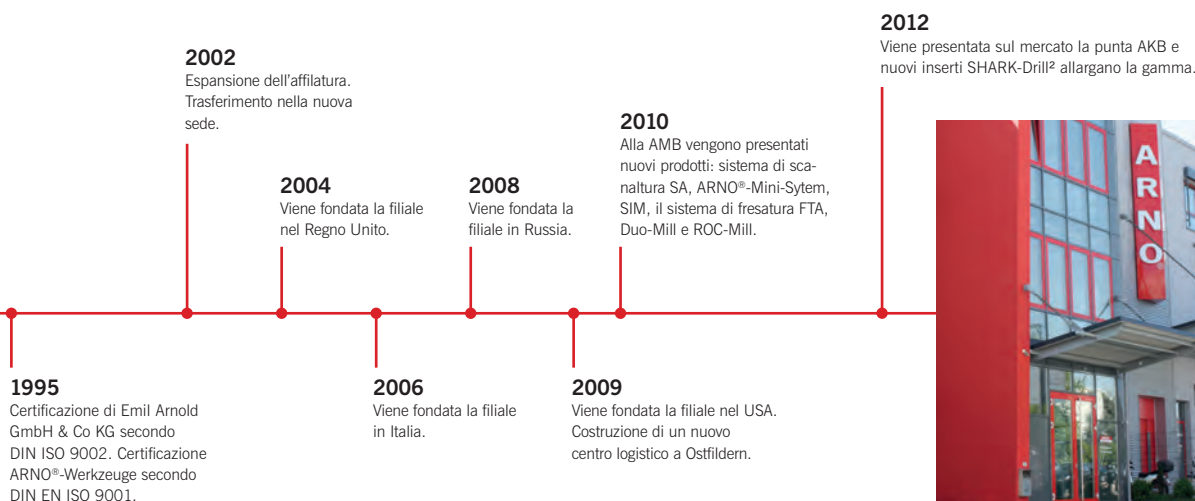 2012
Viene presentata sul mercato la punta AKB e
nuovi inserti SHARK-Drill² allargano la gamma.
2002
Espansione dell'affilatura.
Trasferimento nella nuova
sede.
2010
Alla AMB vengono presentati
nuovi prodotti: sistema di sca-
naltura SA, ARNO®-Mini-Sytem,
SIM, il sistema di fresatura FTA,
Duo-Mill e ROC-Mill.
2004
Viene fondata la filiale
nel Regno Unito.
2008
Viene fondata la
filiale in Russia.
ARNO
1995
Certificazione di Emil Arnold
GmbH & Co KG secondo
DIN ISO 9002. Certificazione
ARNO®-Werkzeuge secondo
DIN EN ISO 9001.
2006
Viene fondata la filiale
in Italia.
2009
Viene fondata la filiale nel USA.
Costruzione di un nuovo
centro logistico a Ostfildern.